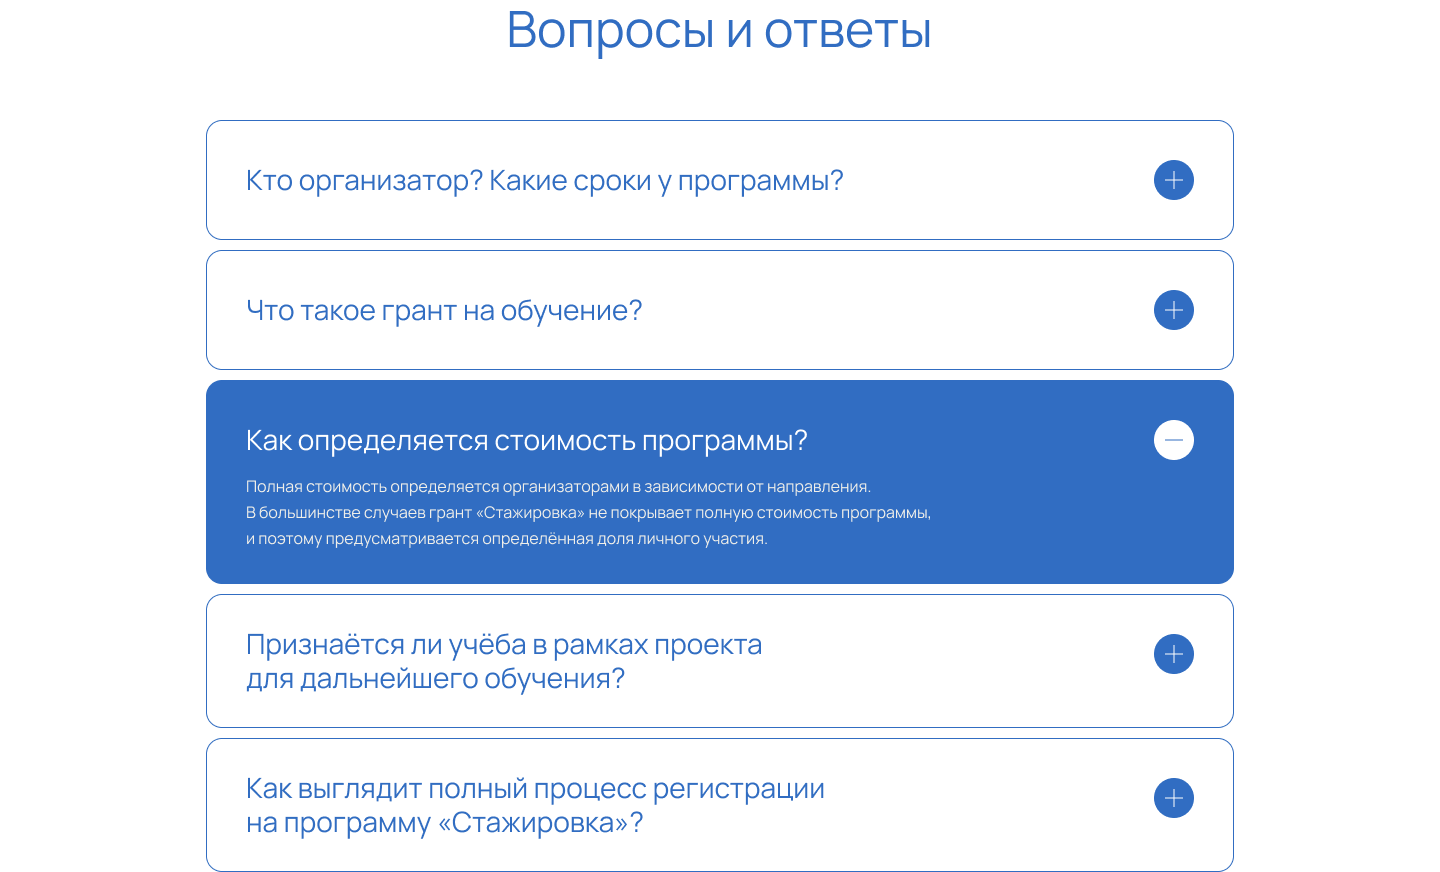 Вопросы и ответы
Кто организатор? Какие сроки у программы?
Что такое грант на обучение?
Как определяется стоимость программы?
Полная стоимость определяется организаторами в зависимости от направления.
В большинстве случаев грант «Стажировка» не покрывает полную стоимость программы,
и поэтому предусматривается определённая доля личного участия.
Признаётся ли учёба в рамках проекта
для дальнейшего обучения?
Как выглядит полный процесс регистрации
на программу «Стажировка»?